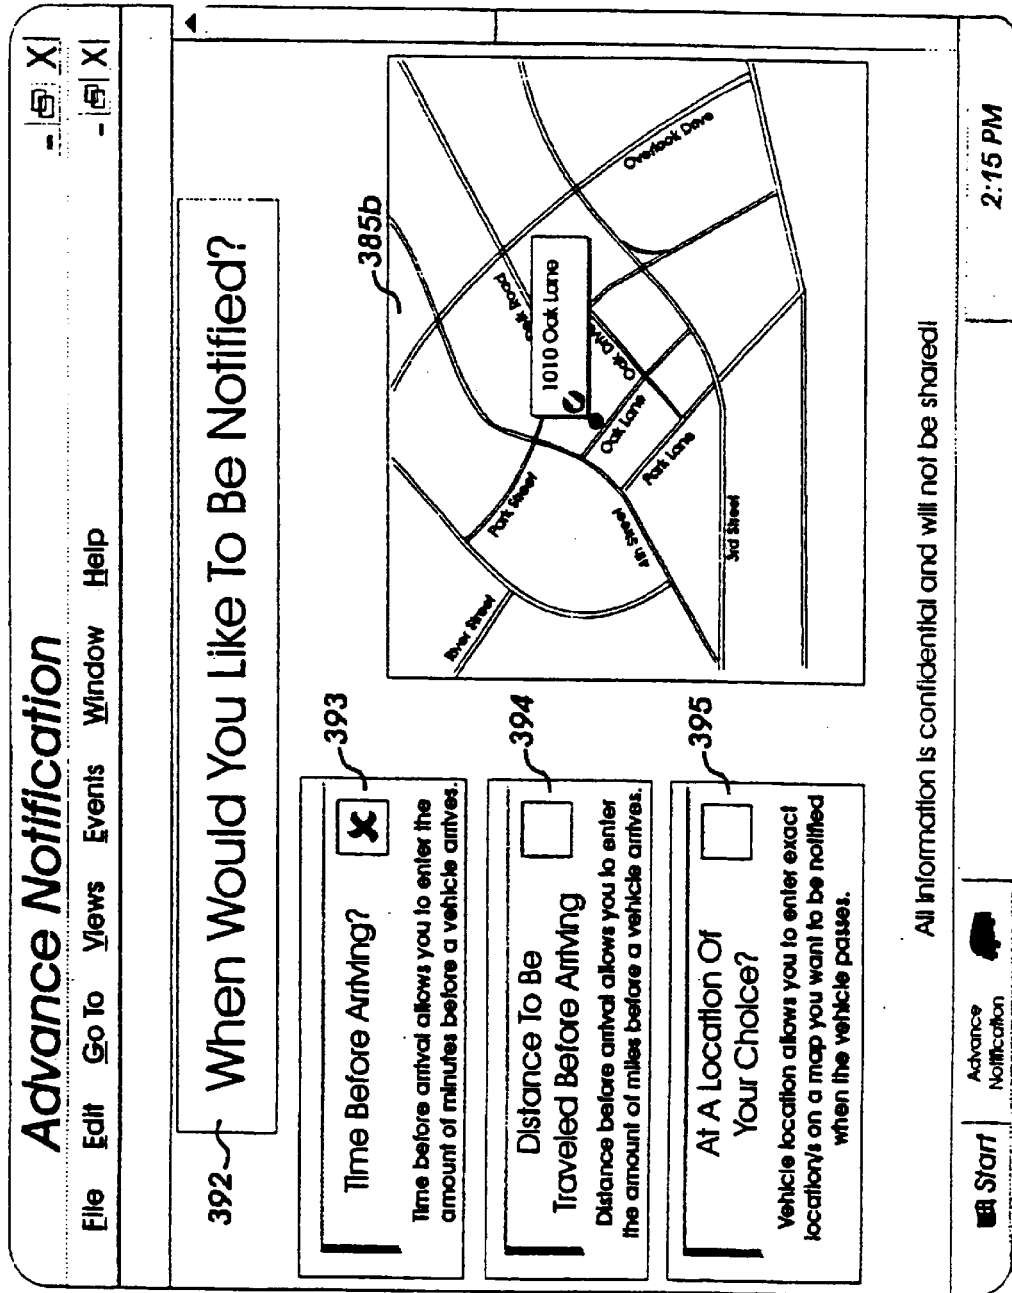 Advance Notification
- X
File Edit Go To Views Events Window Help
- X
392
When Would You Like To Be Notified?
Time Before Arriving? X
393
Time before arrival allows you to enter the
amount of minutes before a vehicle arrives.
Distance To Be
Traveled Before Arriving
394
Distance before arrival allows you to enter
the amount of miles before a vehicle arrives.
At A Location Of
Your Choice?
395
Vehicle location allows you to enter exact
location/s on a map you want to be notified
when the vehicle passes.
385b
River Street
Park Street
Road
1010 Oak Lane
Oak Drive
Oak Lane
Park Lane
4th Street
3rd Street
Overlook Drive
All Information is confidential and will not be shared!
Start
Advance
Notification
2:15 PM